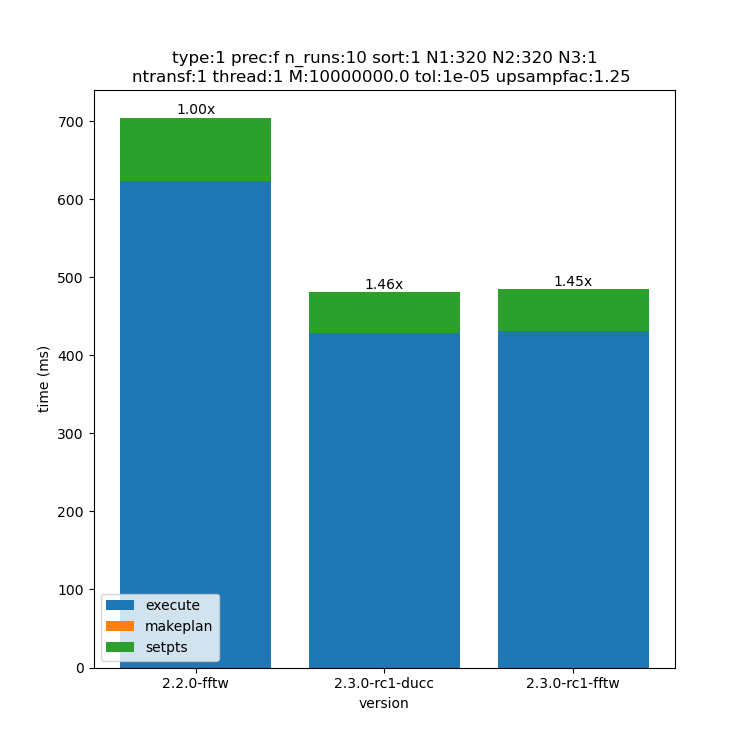 type:1 prec:f n_runs:10 sort:1 N1:320 N2:320 N3:1
ntransf:1 thread:1 M:10000000.0 tol:1e-05 upsampfac:1.25
1.00x
1.46x
1.45x
700
600
500
400
300
200
100
0
time (ms)
execute
makeplan
setpts
2.2.0-fftw
2.3.0-rc1-ducc
2.3.0-rc1-fftw
version